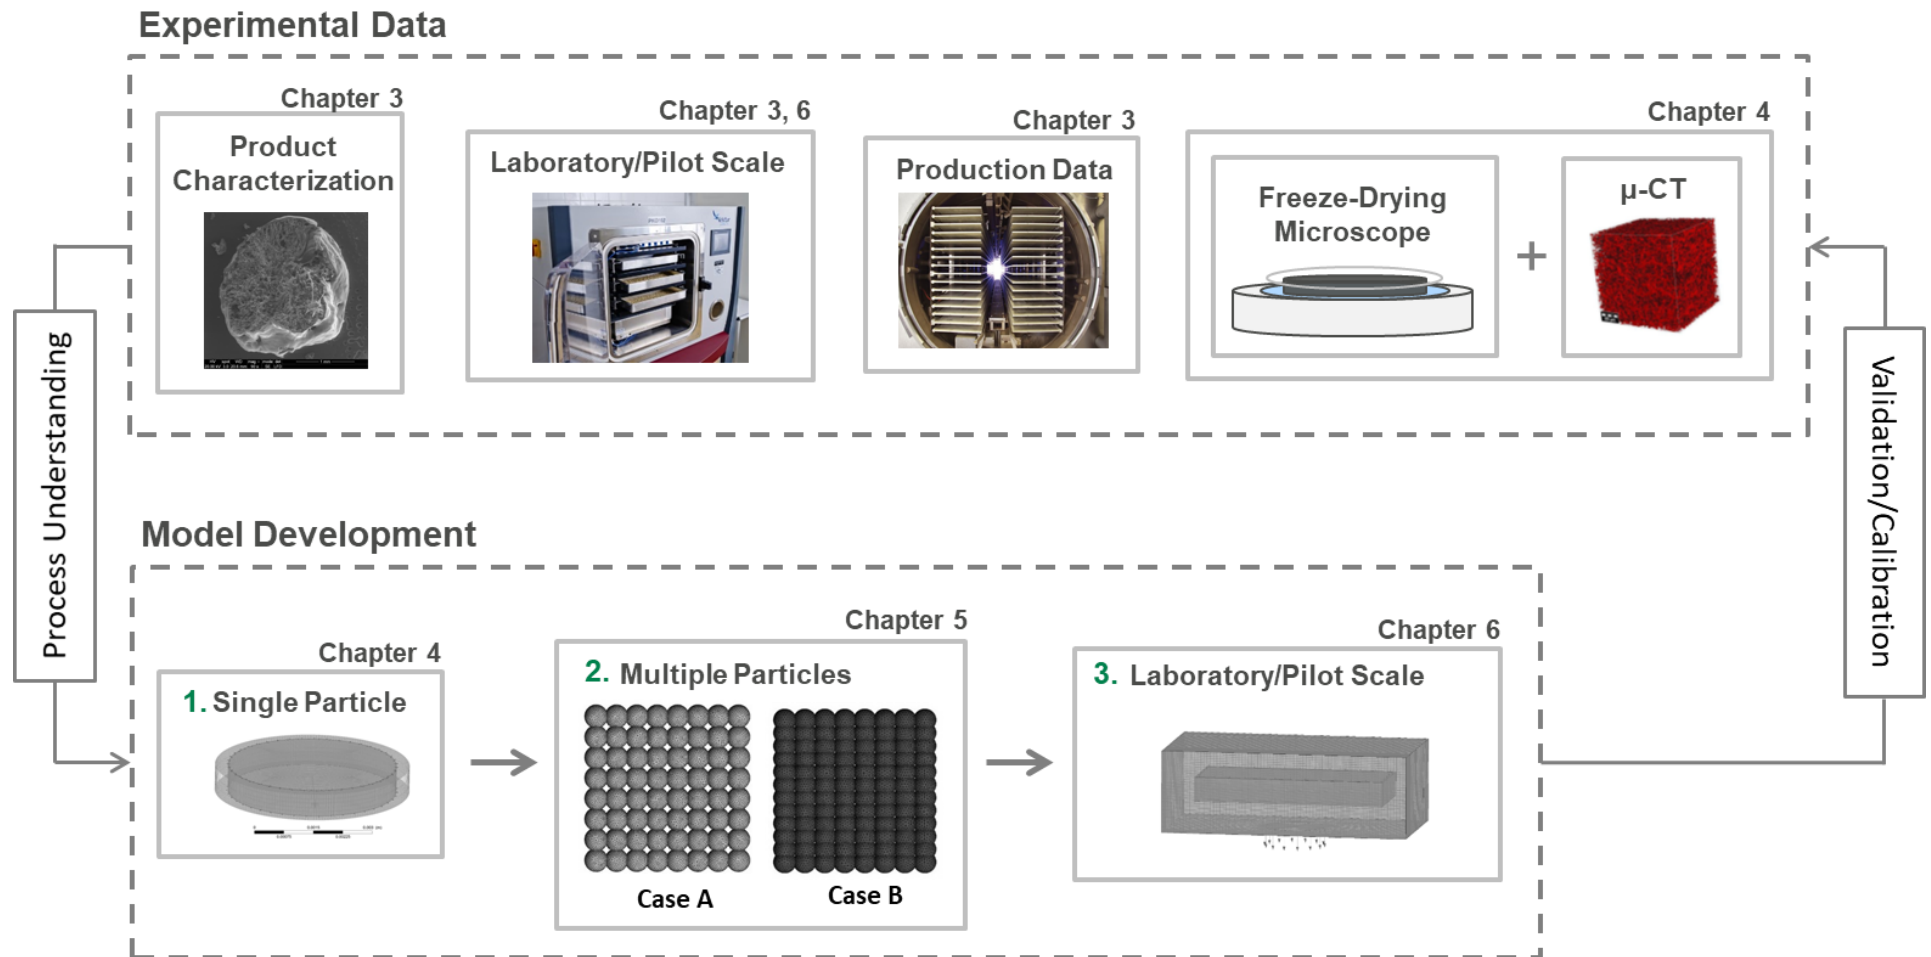 Experimental Data
Chapter 3
Product
Characterization
Chapter 3, 6
Laboratory/Pilot Scale
Chapter 3
Production Data
Chapter 4
Freeze-Drying
Microscope
+
µ-CT
Process Understanding
Validation/Calibration
Model Development
Chapter 4
1. Single Particle
Chapter 5
2. Multiple Particles
Case A
Case B
Chapter 6
3. Laboratory/Pilot Scale